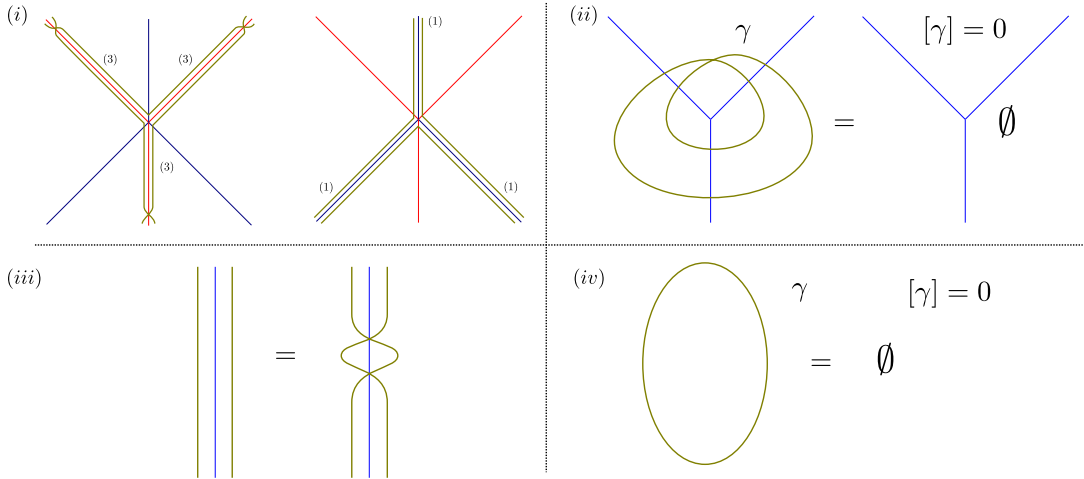 (i)
(3)
(3)
(3)
(1)
(1)
(1)
(ii)
γ
=
[γ] = 0
∅
(iii)
=
(iv)
γ
[γ] = 0
=
∅